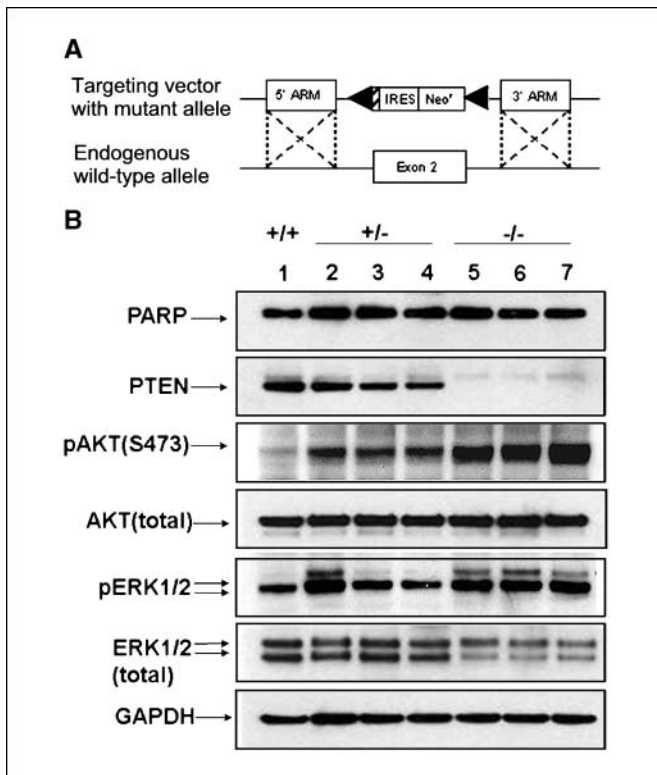 A
Targeting vector
with mutant allele
5' ARM
IRES
Neoʳ
3' ARM
Endogenous
wild-type allele
Exon 2
B
+/+
+/-
-/-
1 2 3 4 5 6 7
PARP
PTEN
pAKT(S473)
AKT(total)
pERK1/2
ERK1/2
(total)
GAPDH